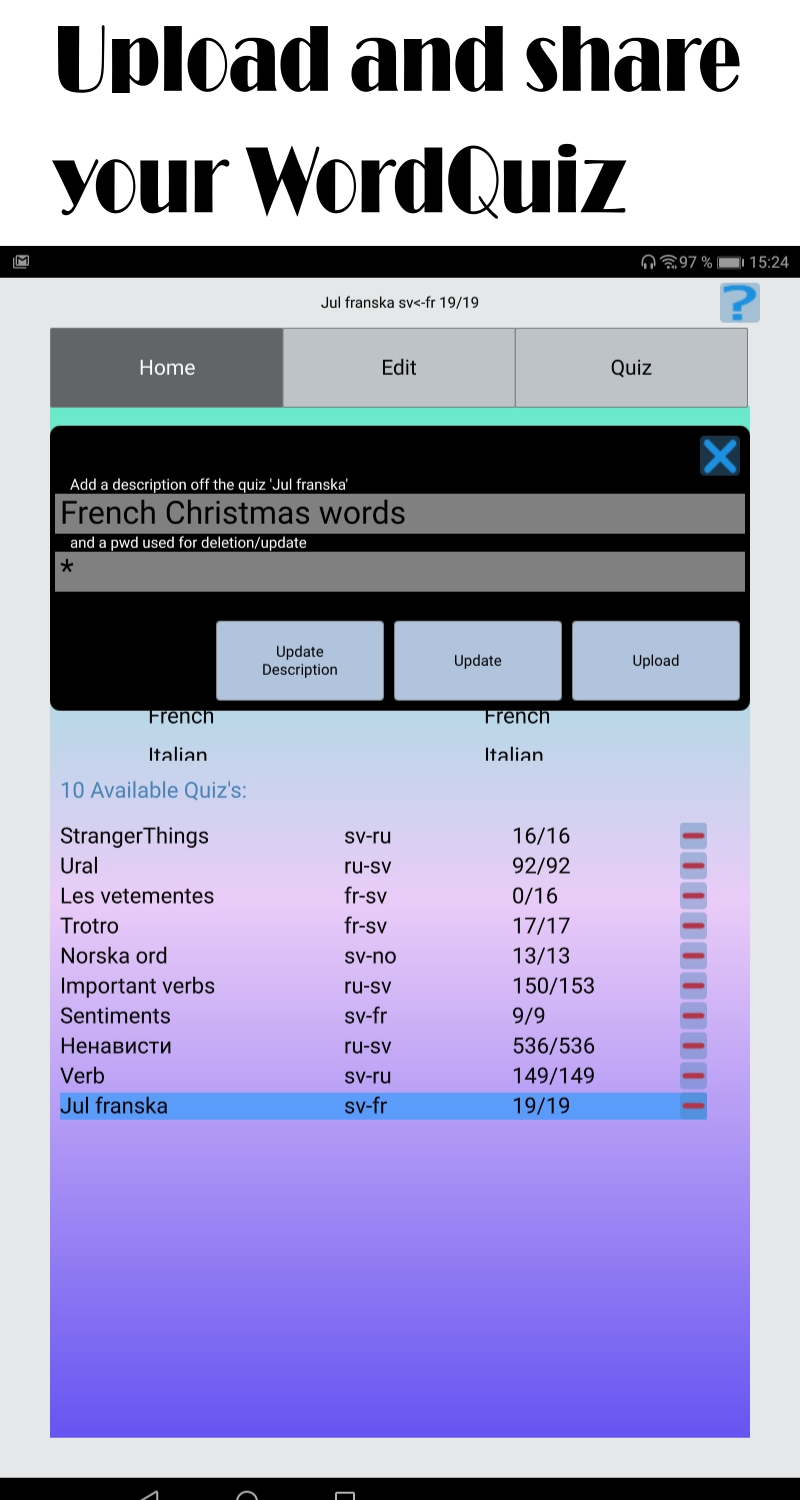 Upload and share
your WordQuiz
97 % 15:24
Jul franska sv<-fr 19/19
?
Home Edit Quiz
Add a description off the quiz 'Jul franska'
French Christmas words
and a pwd used for deletion/update
*
Update
Description
Update
Upload
French French
Italian Italian
10 Available Quiz's:
StrangerThings sv-ru 16/16
Ural ru-sv 92/92
Les vetementes fr-sv 0/16
Trotro fr-sv 17/17
Norska ord sv-no 13/13
Important verbs ru-sv 150/153
Sentiments sv-fr 9/9
Ненависти ru-sv 536/536
Verb sv-ru 149/149
Jul franska sv-fr 19/19